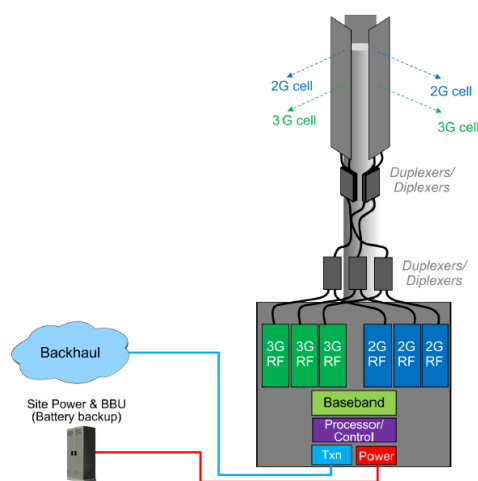 2G cell
2G cell
3 G cell
3G cell
Duplexers/
Diplexers
Duplexers/
Diplexers
3G
RF
3G
RF
3G
RF
2G
RF
2G
RF
2G
RF
Backhaul
Baseband
Site Power & BBU
(Battery backup)
Processor/
Control
Txn
Power